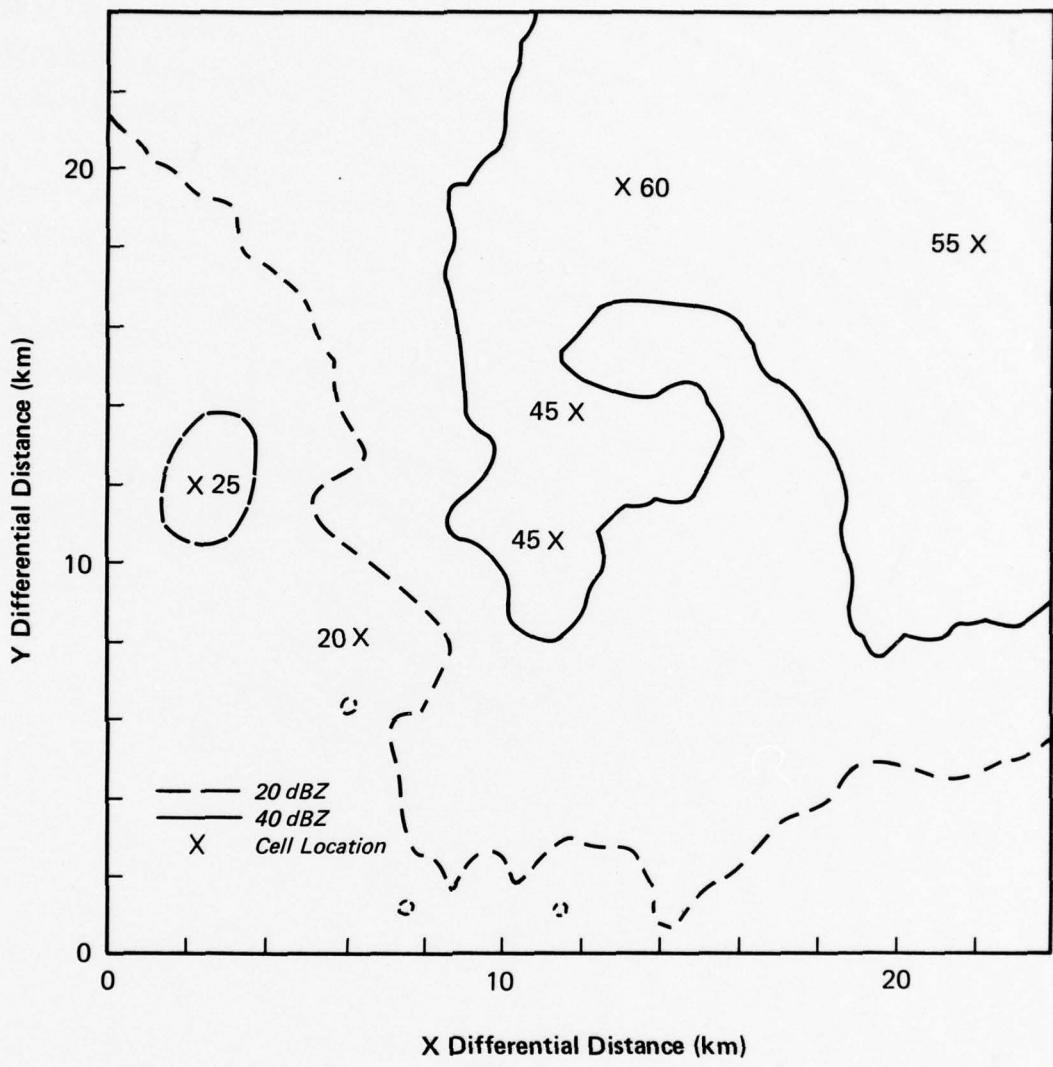 20
X 60
55 X
45 X
X 25
45 X
10
20 X
20 dBZ
40 dBZ
X Cell Location
0
0
10
20
Y Differential Distance (km)
X Differential Distance (km)